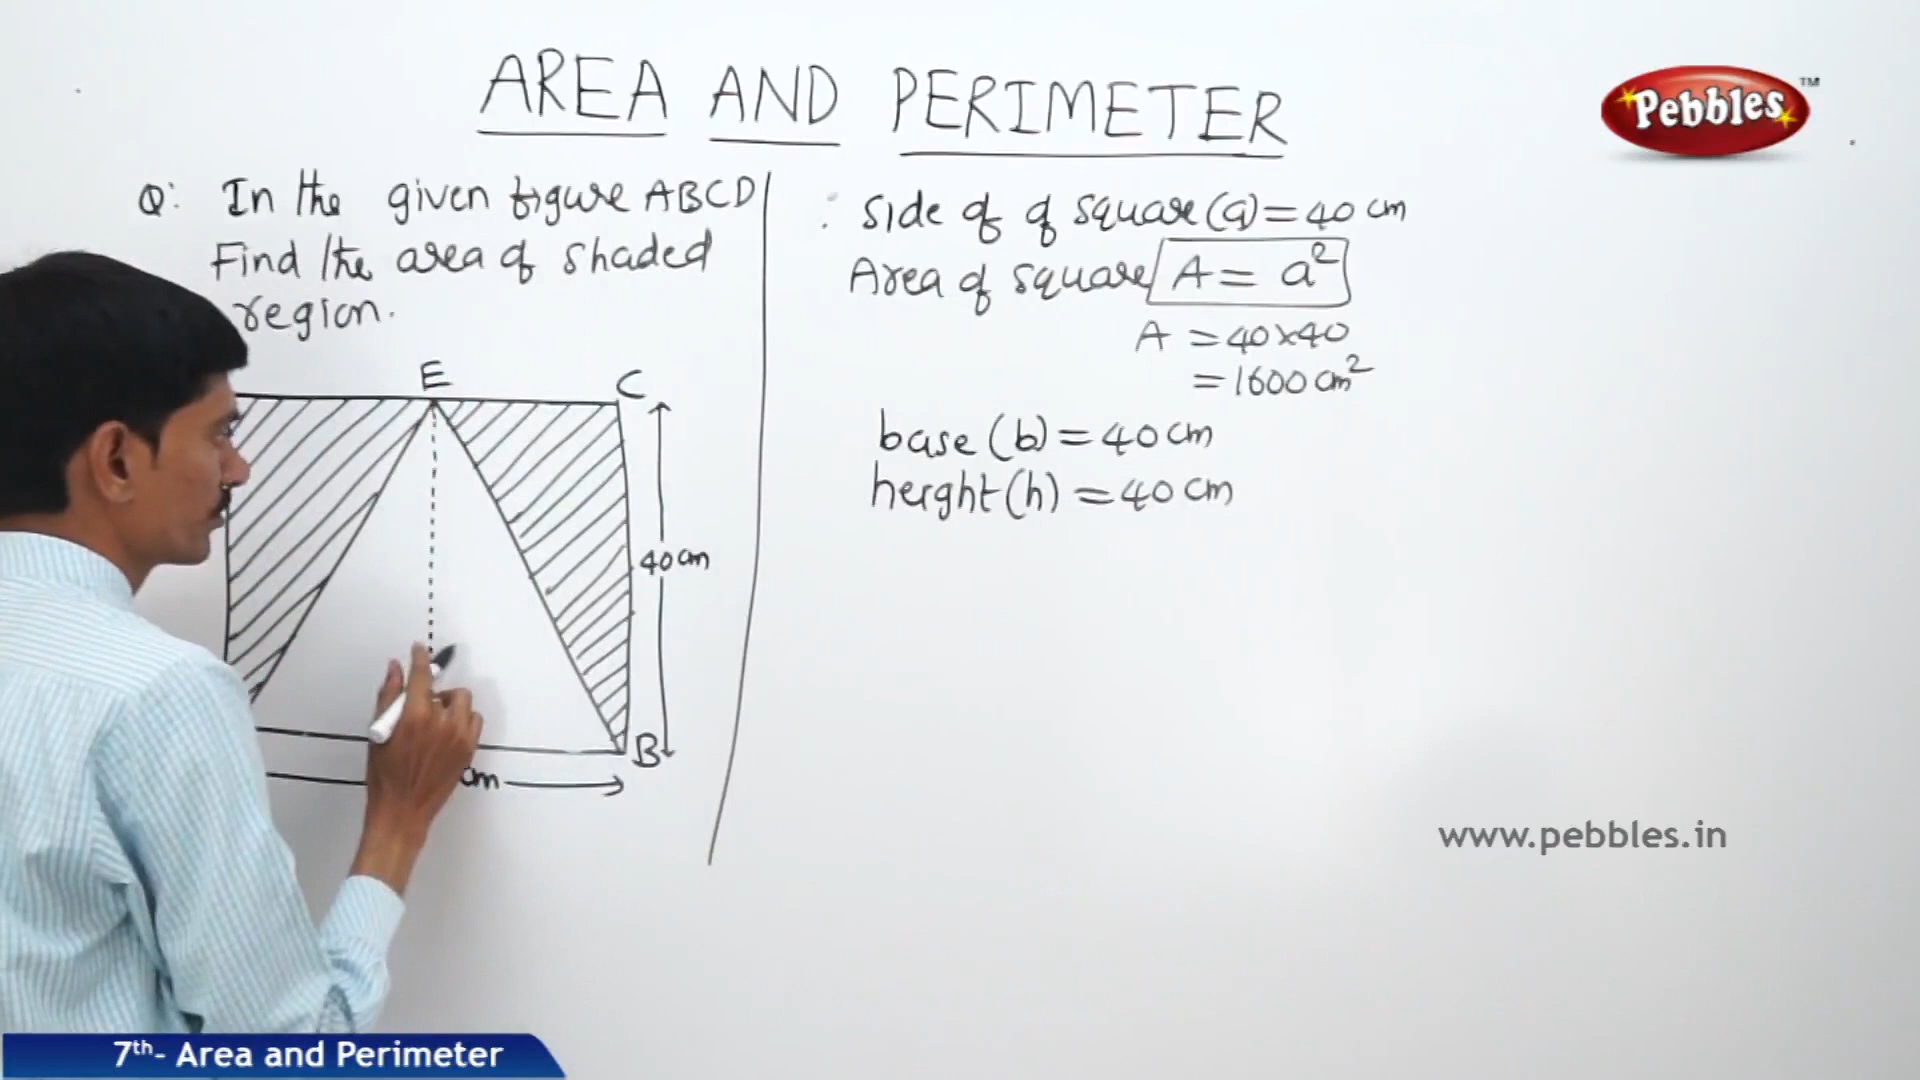 AREA AND PERIMETER
Pebbles™
Q: In the given figure ABCD
Find the area of shaded
region.
E
C
40 cm
B
cm
: side of of square (a) = 40 cm
Area of square A = a²
A = 40×40
= 1600 cm²
base (b) = 40 cm
herght (h) = 40 cm
www.pebbles.in
7th- Area and Perimeter